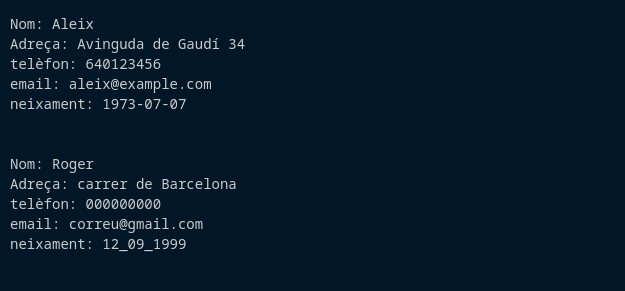 Nom: Aleix
Adreça: Avinguda de Gaudí 34
telèfon: 640123456
email: aleix@example.com
neixament: 1973-07-07
Nom: Roger
Adreça: carrer de Barcelona
telèfon: 000000000
email: correu@gmail.com
neixament: 12_09_1999